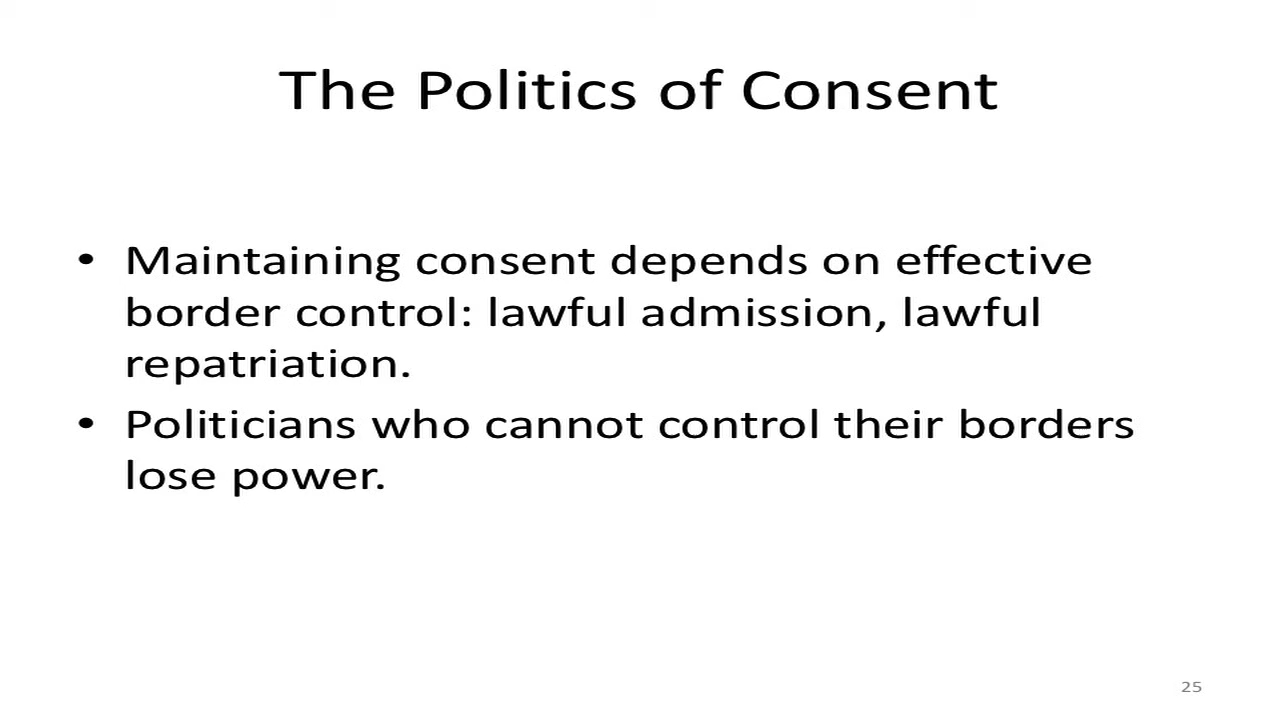 The Politics of Consent
• Maintaining consent depends on effective
border control: lawful admission, lawful
repatriation.
• Politicians who cannot control their borders
lose power.
25